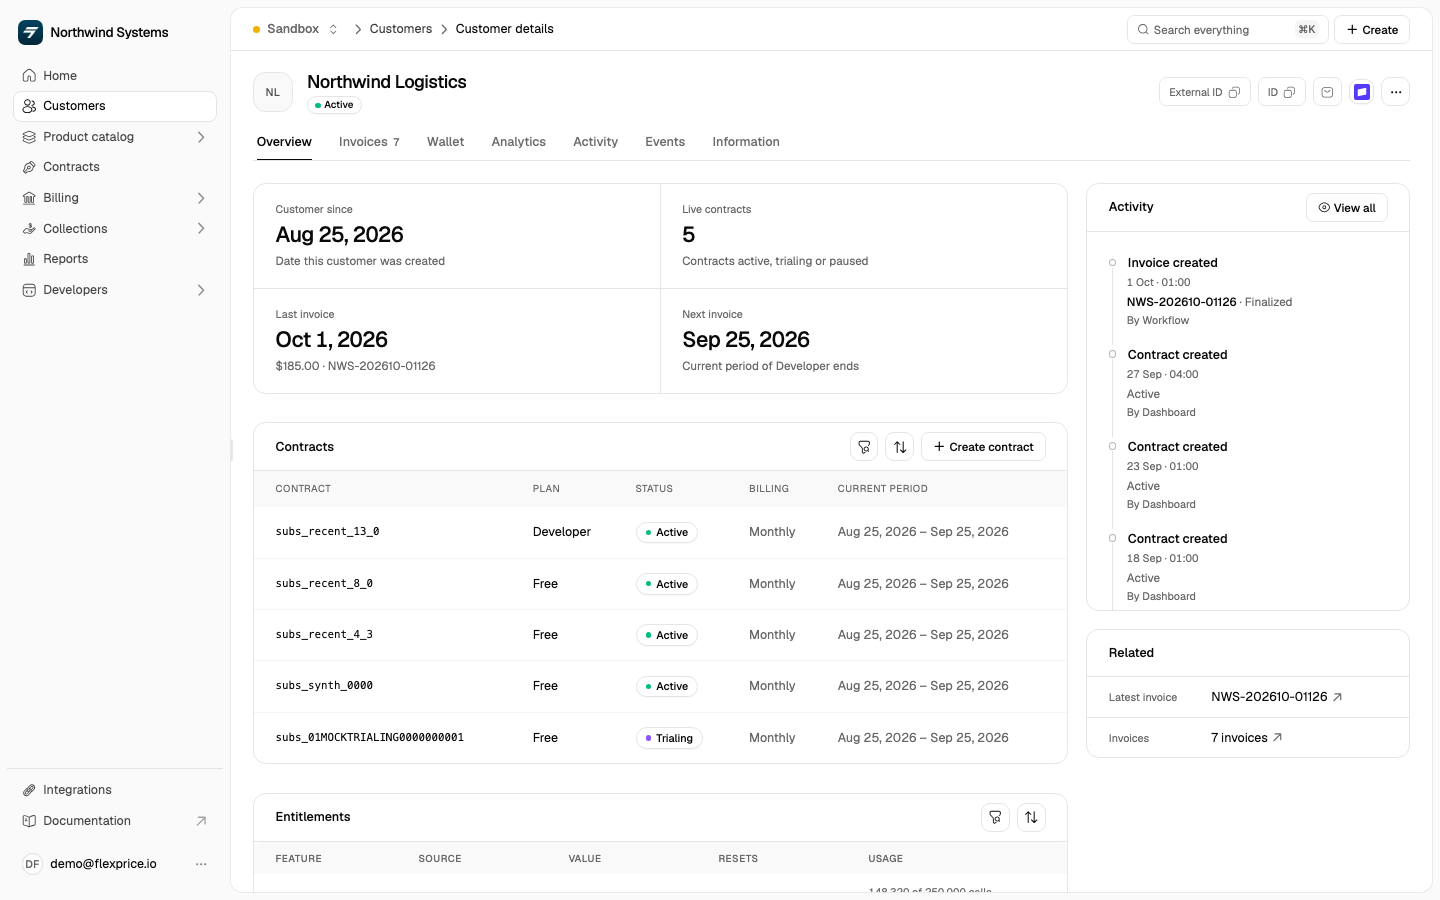 Northwind Systems
Home
Customers
Product catalog
Contracts
Billing
Collections
Reports
Developers
Integrations
Documentation
DF demo@flexprice.io
Sandbox Customers Customer details
Search everything ⌘K
Create
NL
Northwind Logistics
Active
External ID
ID
Overview Invoices 7 Wallet Analytics Activity Events Information
Customer since
Aug 25, 2026
Date this customer was created
Live contracts
5
Contracts active, trialing or paused
Last invoice
Oct 1, 2026
$185.00 · NWS-202610-01126
Next invoice
Sep 25, 2026
Current period of Developer ends
Contracts
Create contract
CONTRACT PLAN STATUS BILLING CURRENT PERIOD
subs_recent_13_0 Developer Active Monthly Aug 25, 2026 – Sep 25, 2026
subs_recent_8_0 Free Active Monthly Aug 25, 2026 – Sep 25, 2026
subs_recent_4_3 Free Active Monthly Aug 25, 2026 – Sep 25, 2026
subs_synth_0000 Free Active Monthly Aug 25, 2026 – Sep 25, 2026
subs_01MOCKTRIALING0000000001 Free Trialing Monthly Aug 25, 2026 – Sep 25, 2026
Entitlements
FEATURE SOURCE VALUE RESETS USAGE
Activity
View all
Invoice created
1 Oct · 01:00
NWS-202610-01126 · Finalized
By Workflow
Contract created
27 Sep · 04:00
Active
By Dashboard
Contract created
23 Sep · 01:00
Active
By Dashboard
Contract created
18 Sep · 01:00
Active
By Dashboard
Related
Latest invoice NWS-202610-01126
Invoices 7 invoices